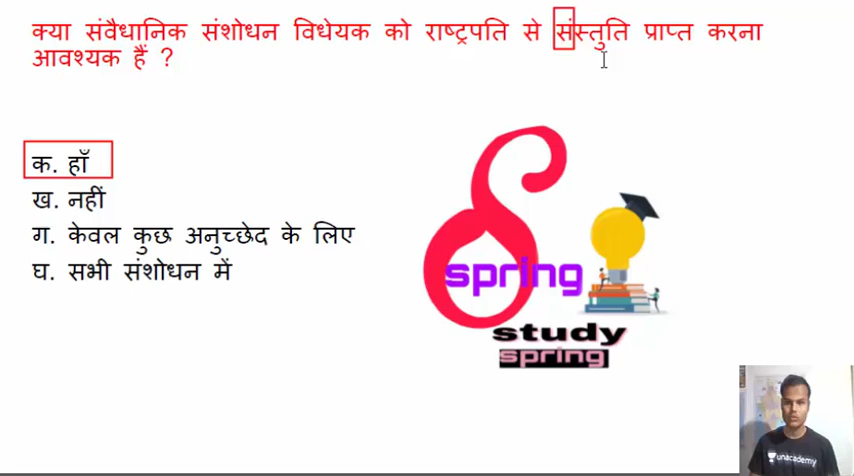 क्या संवैधानिक संशोधन विधेयक को राष्ट्रपति से संस्तुति प्राप्त करना
आवश्यक हैं ?
क. हाँ
ख. नहीं
ग. केवल कुछ अनुच्छेद के लिए
घ. सभी संशोधन में
spring
study
spring
unacademy